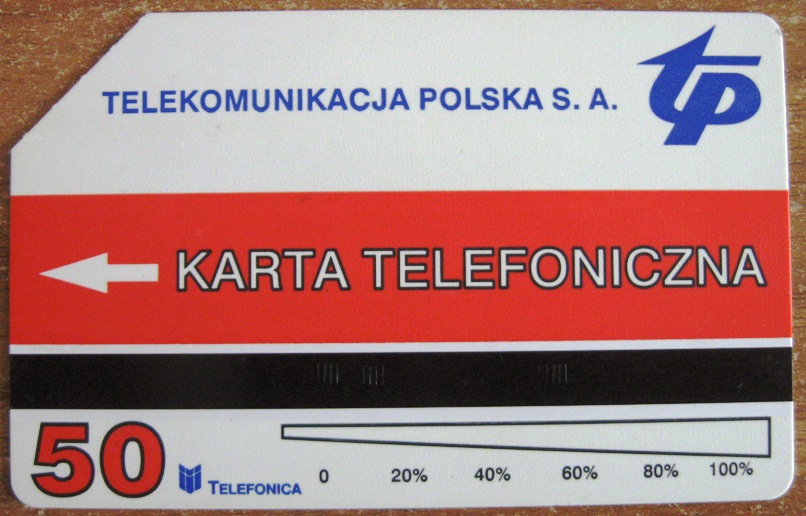 TELEKOMUNIKACJA POLSKA S. A.
tp
KARTA TELEFONICZNA
50
TELEFONICA
0 20% 40% 60% 80% 100%